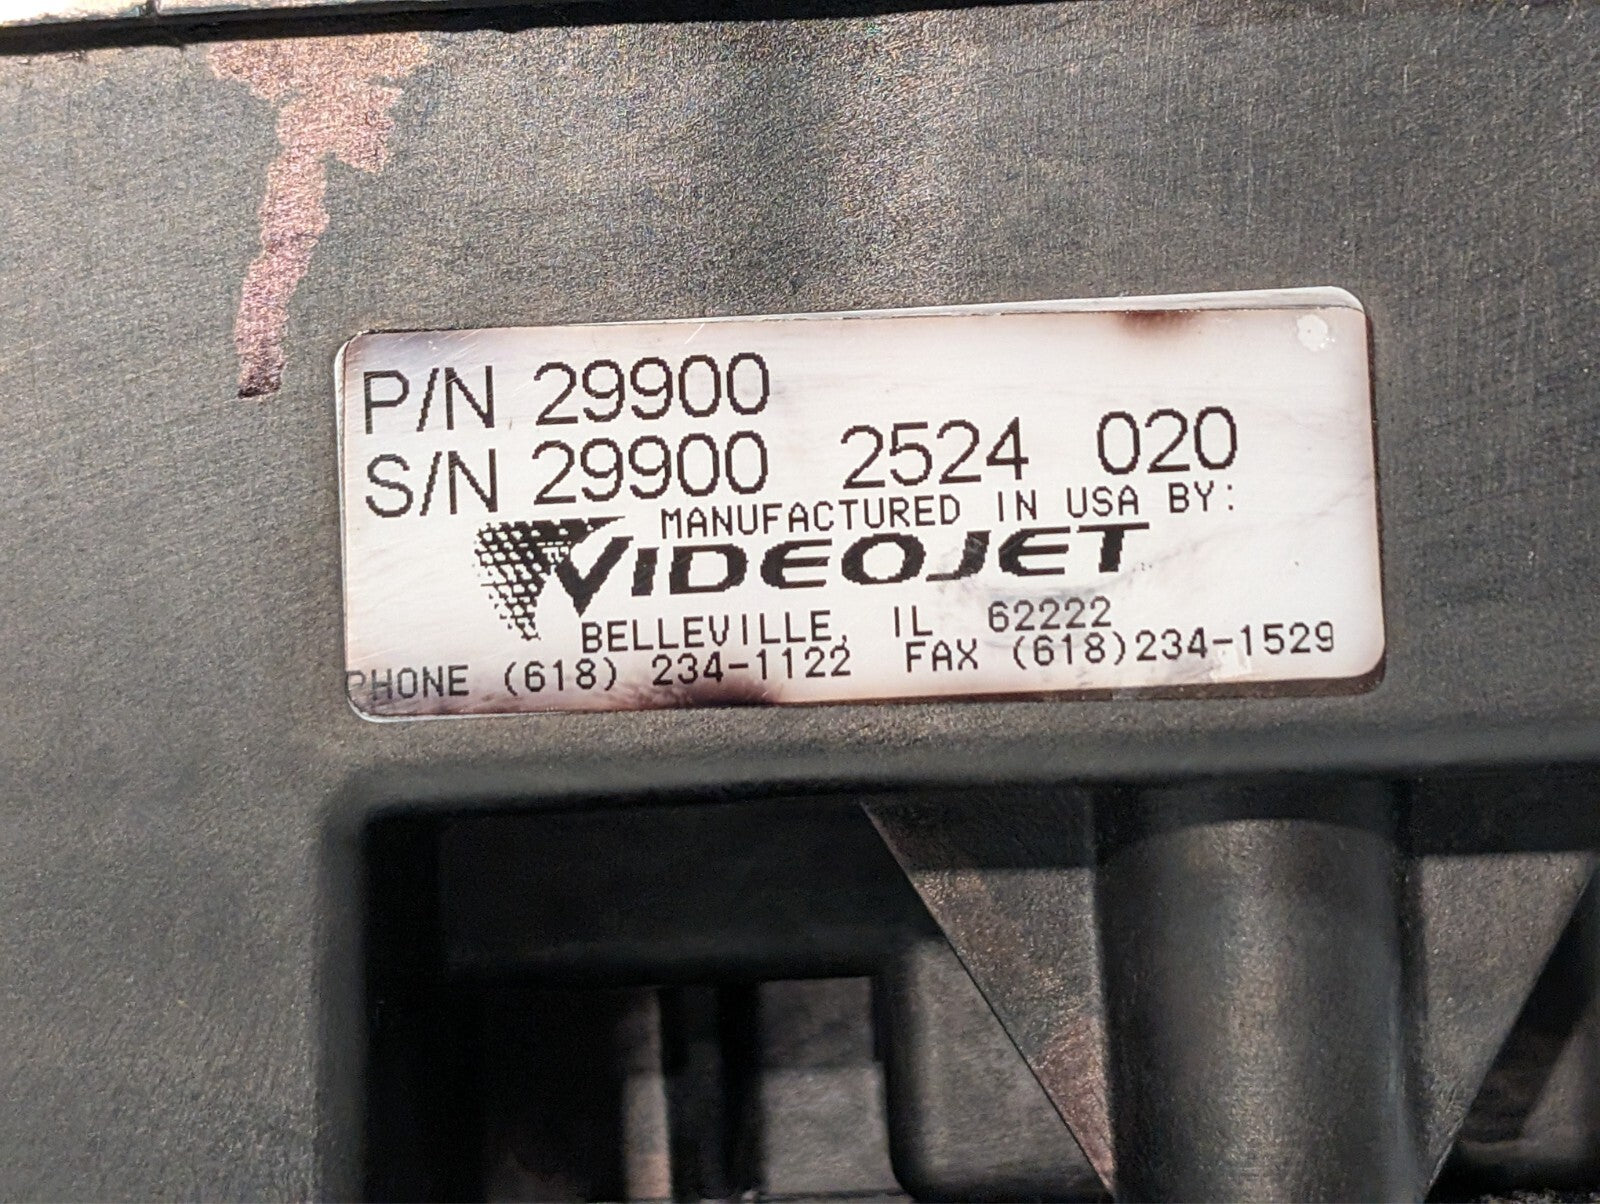 P/N 29900
S/N 29900 2524 020
MANUFACTURED IN USA BY:
VIDEOJET
BELLEVILLE, IL 62222
PHONE (618) 234-1122 FAX (618)234-1529